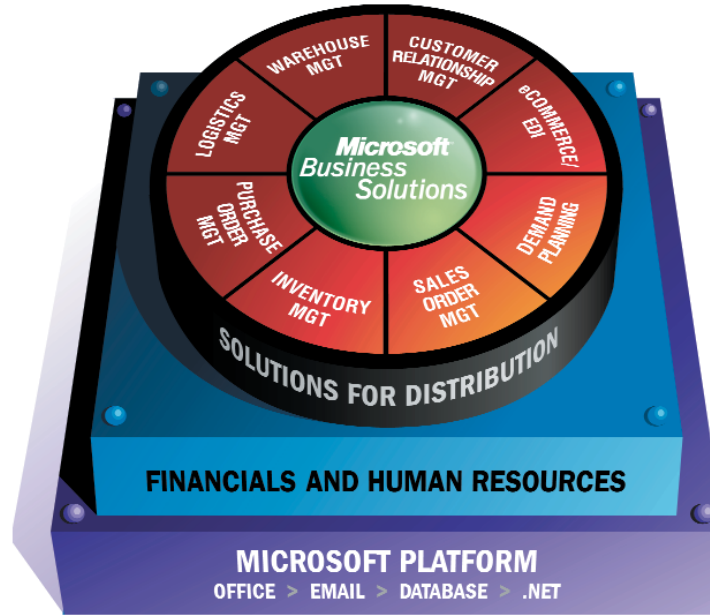 WAREHOUSE
MGT
CUSTOMER
RELATIONSHIP
MGT
eCOMMERCE/
EDI
DEMAND
PLANNING
SALES
ORDER
MGT
INVENTORY
MGT
PURCHASE
ORDER
MGT
LOGISTICS
MGT
Microsoft
Business
Solutions
SOLUTIONS FOR DISTRIBUTION
FINANCIALS AND HUMAN RESOURCES
MICROSOFT PLATFORM
OFFICE > EMAIL > DATABASE > .NET